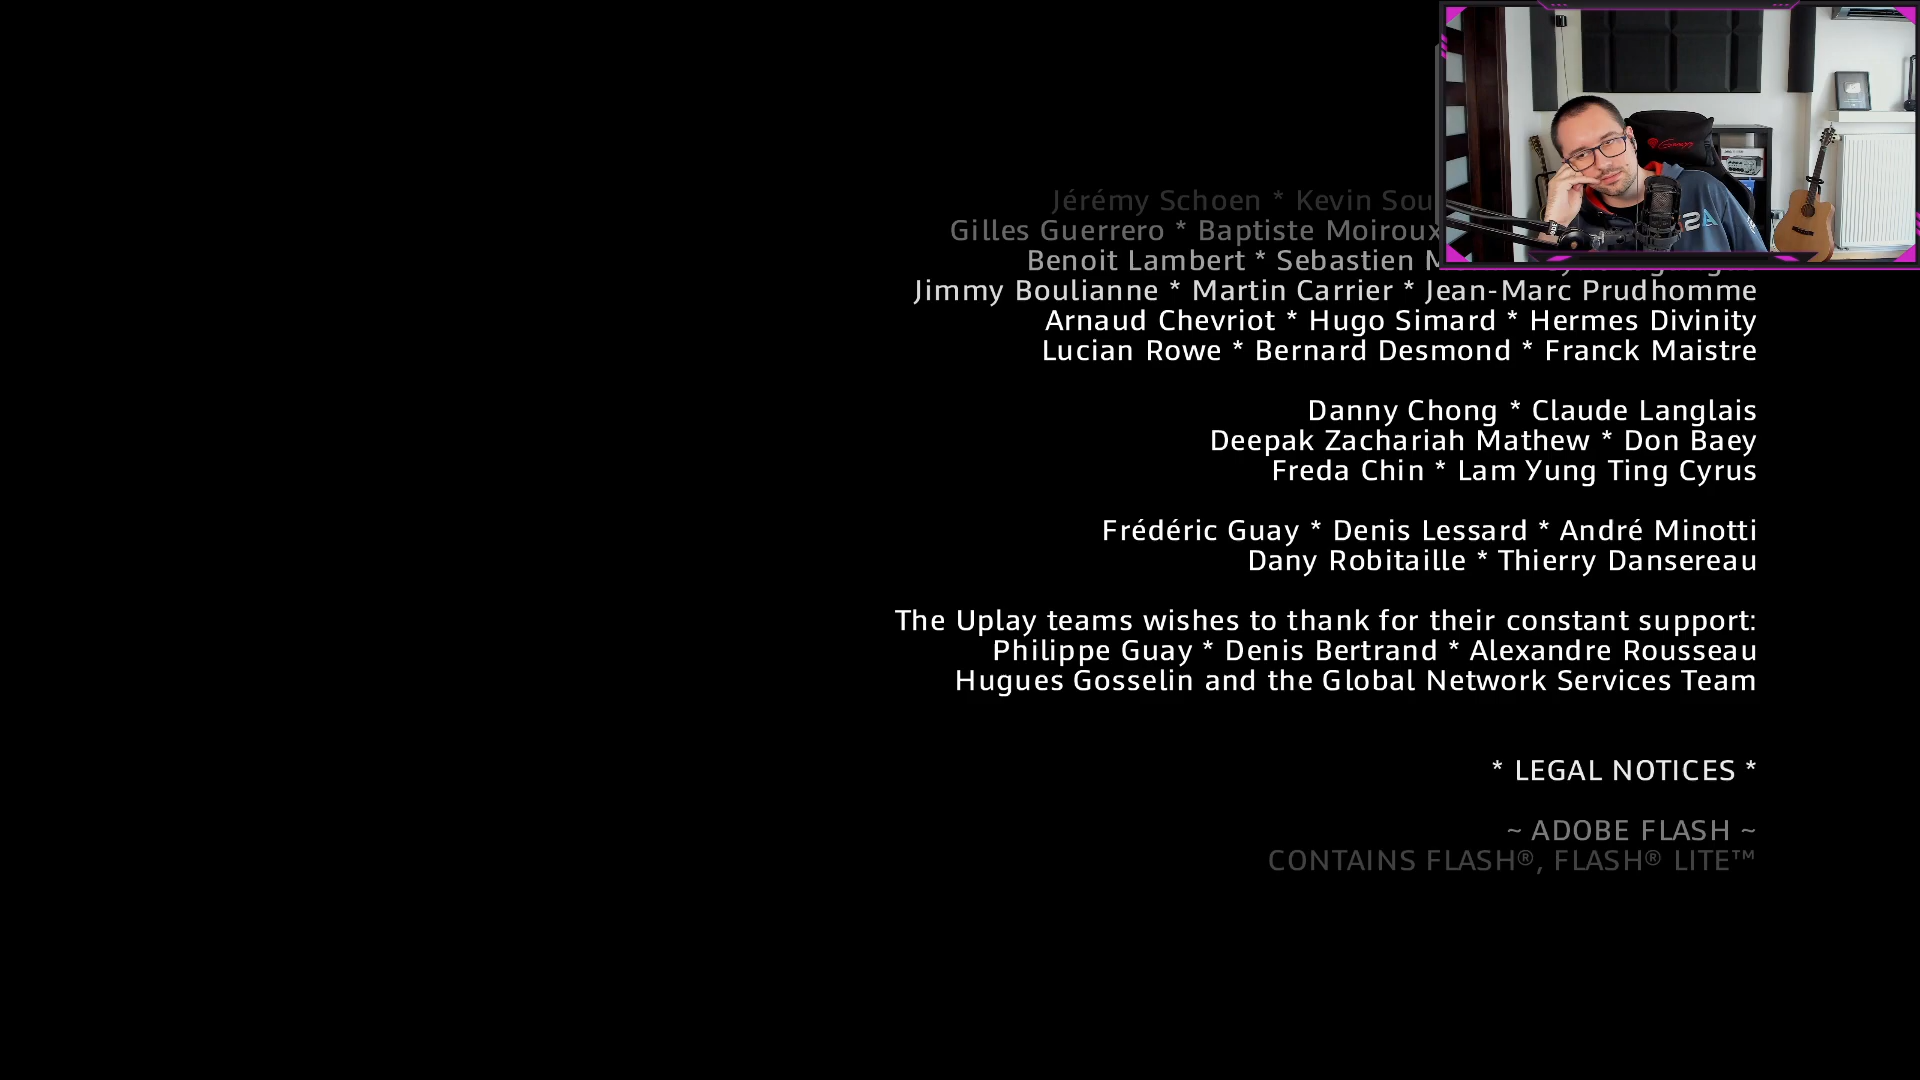 Jérémy Schoen * Kevin
Gilles Guerrero * Baptiste Moiroux
Benoit Lambert * Sebastien
Jimmy Boulianne * Martin Carrier * Jean-Marc Prudhomme
Arnaud Chevriot * Hugo Simard * Hermes Divinity
Lucian Rowe * Bernard Desmond * Franck Maistre
Danny Chong * Claude Langlais
Deepak Zachariah Mathew * Don Baey
Freda Chin * Lam Yung Ting Cyrus
Frédéric Guay * Denis Lessard * André Minotti
Dany Robitaille * Thierry Dansereau
The Uplay teams wishes to thank for their constant support:
Philippe Guay * Denis Bertrand * Alexandre Rousseau
Hugues Gosselin and the Global Network Services Team
* LEGAL NOTICES *
~ ADOBE FLASH ~
CONTAINS FLASH®, FLASH® LITE™